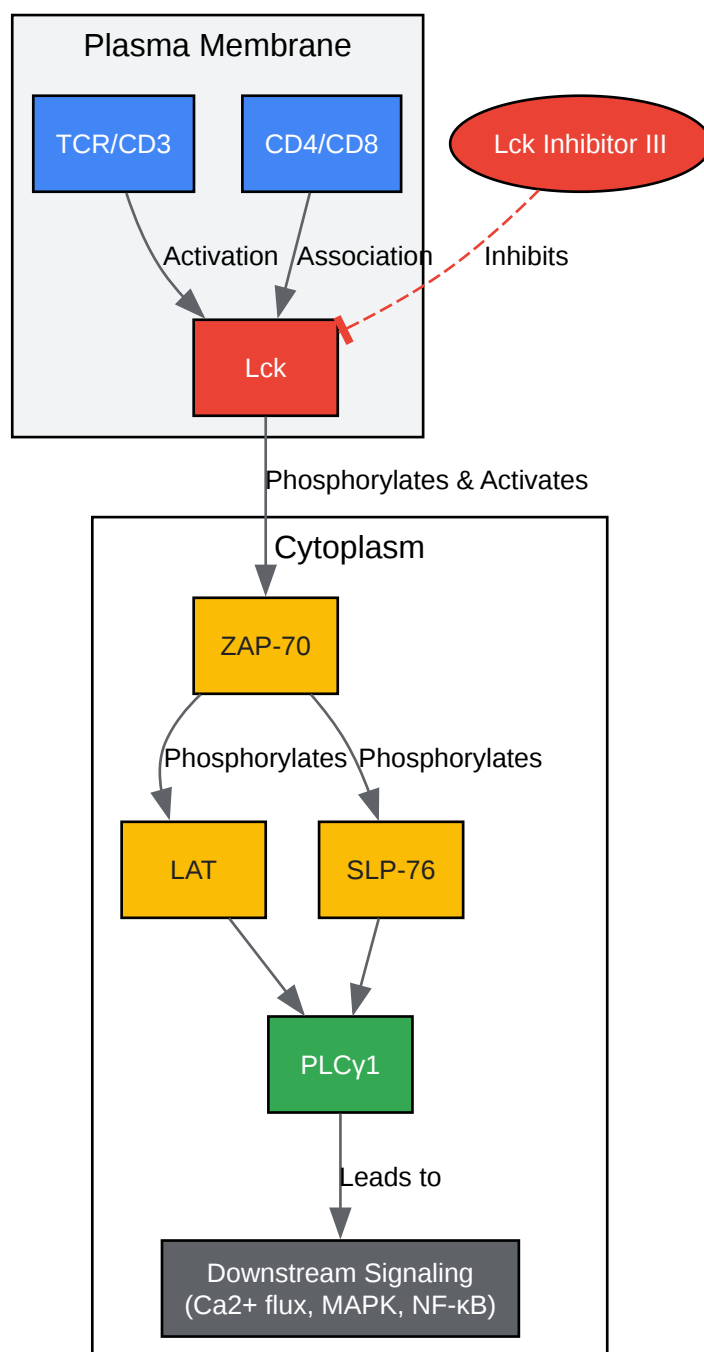 Plasma Membrane
TCR/CD3
CD4/CD8
Lck Inhibitor III
Activation
Association
Inhibits
Lck
Phosphorylates & Activates
Cytoplasm
ZAP-70
Phosphorylates
Phosphorylates
LAT
SLP-76
PLCγ1
Leads to
Downstream Signaling
(Ca2+ flux, MAPK, NF-κB)